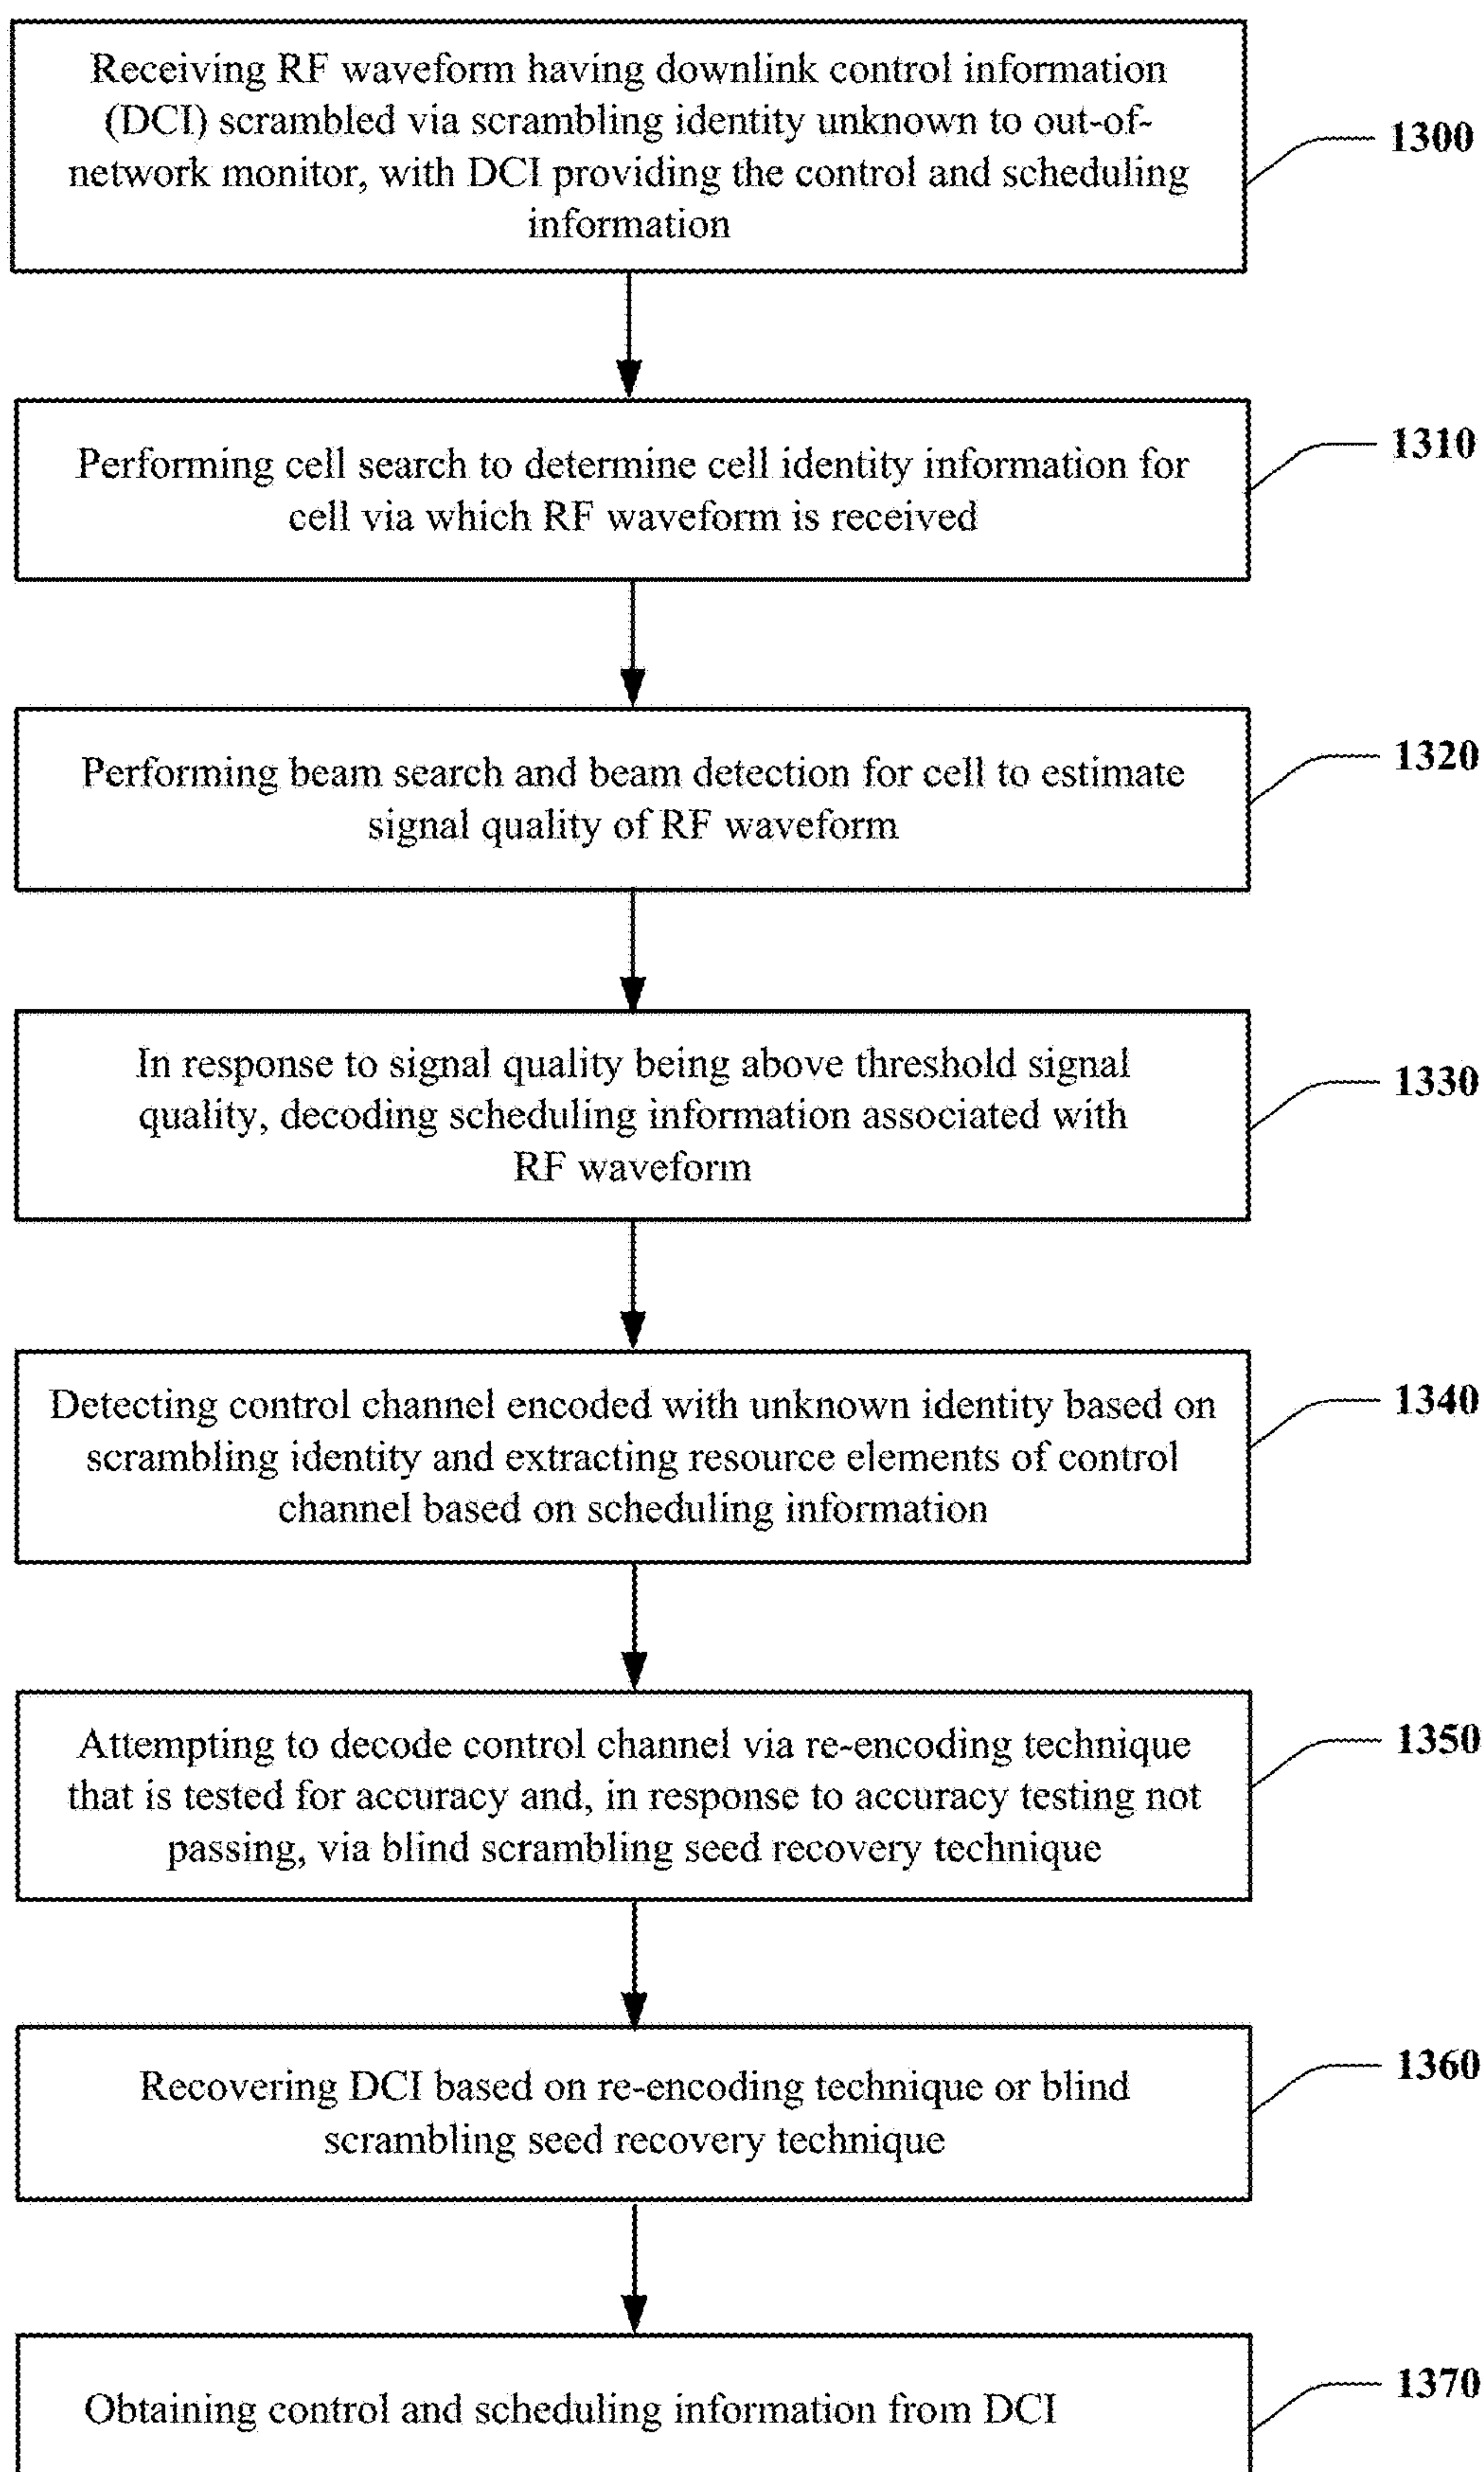 Receiving RF waveform having downlink control information
(DCI) scrambled via scrambling identity unknown to out-of-
network monitor, with DCI providing the control and scheduling
information
1300
Performing cell search to determine cell identity information for
cell via which RF waveform is received
1310
Performing beam search and beam detection for cell to estimate
signal quality of RF waveform
1320
In response to signal quality being above threshold signal
quality, decoding scheduling information associated with
RF waveform
1330
Detecting control channel encoded with unknown identity based on
scrambling identity and extracting resource elements of control
channel based on scheduling information
1340
Attempting to decode control channel via re-encoding technique
that is tested for accuracy and, in response to accuracy testing not
passing, via blind scrambling seed recovery technique
1350
Recovering DCI based on re-encoding technique or blind
scrambling seed recovery technique
1360
Obtaining control and scheduling information from DCI
1370